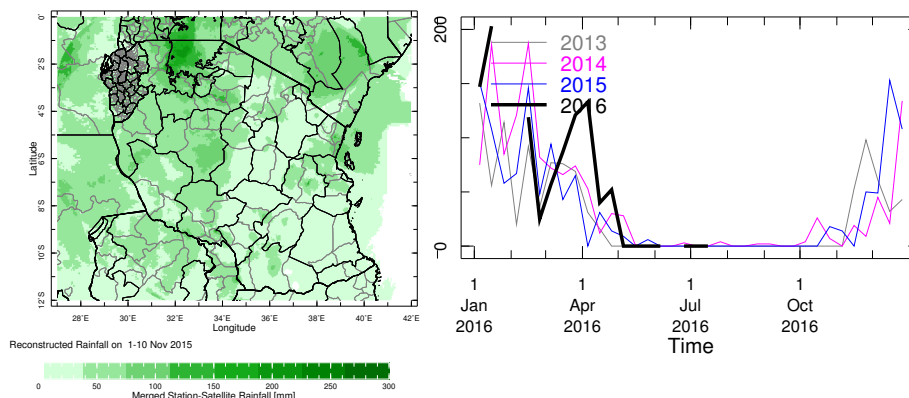 0°
2°S
4°S
6°S
8°S
10°S
12°S
Latitude
28°E 30°E 32°E 34°E 36°E 38°E 40°E 42°E
Longitude
Reconstructed Rainfall on 1-10 Nov 2015
0 50 100 150 200 250 300
Merged Station-Satellite Rainfall [mm]
200
0
2013
2014
2015
2016
1 1 1 1
Jan Apr Jul Oct
2016 2016 2016 2016
Time